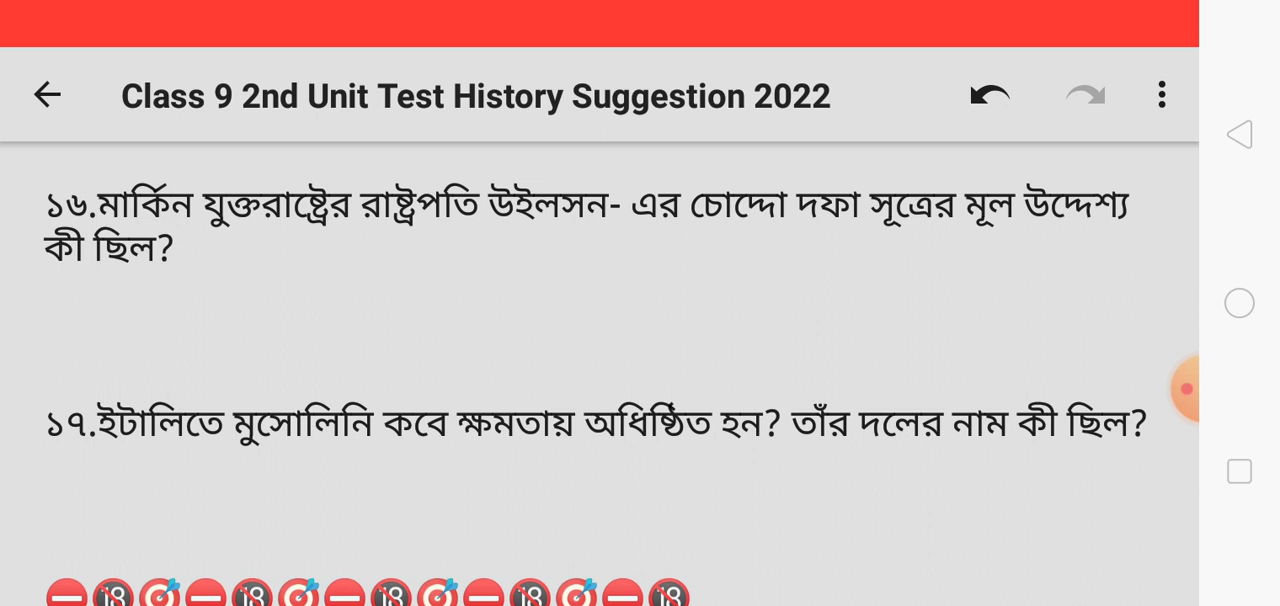 Class 9 2nd Unit Test History Suggestion 2022
১৬.মার্কিন যুক্তরাষ্ট্রের রাষ্ট্রপতি উইলসন- এর চোদ্দো দফা সূত্রের মূল উদ্দেশ্য
কী ছিল?
১৭.ইটালিতে মুসোলিনি কবে ক্ষমতায় অধিষ্ঠিত হন? তাঁর দলের নাম কী ছিল?
⛔🔞🎯⛔🔞🎯⛔🔞🎯⛔🔞🎯⛔🔞